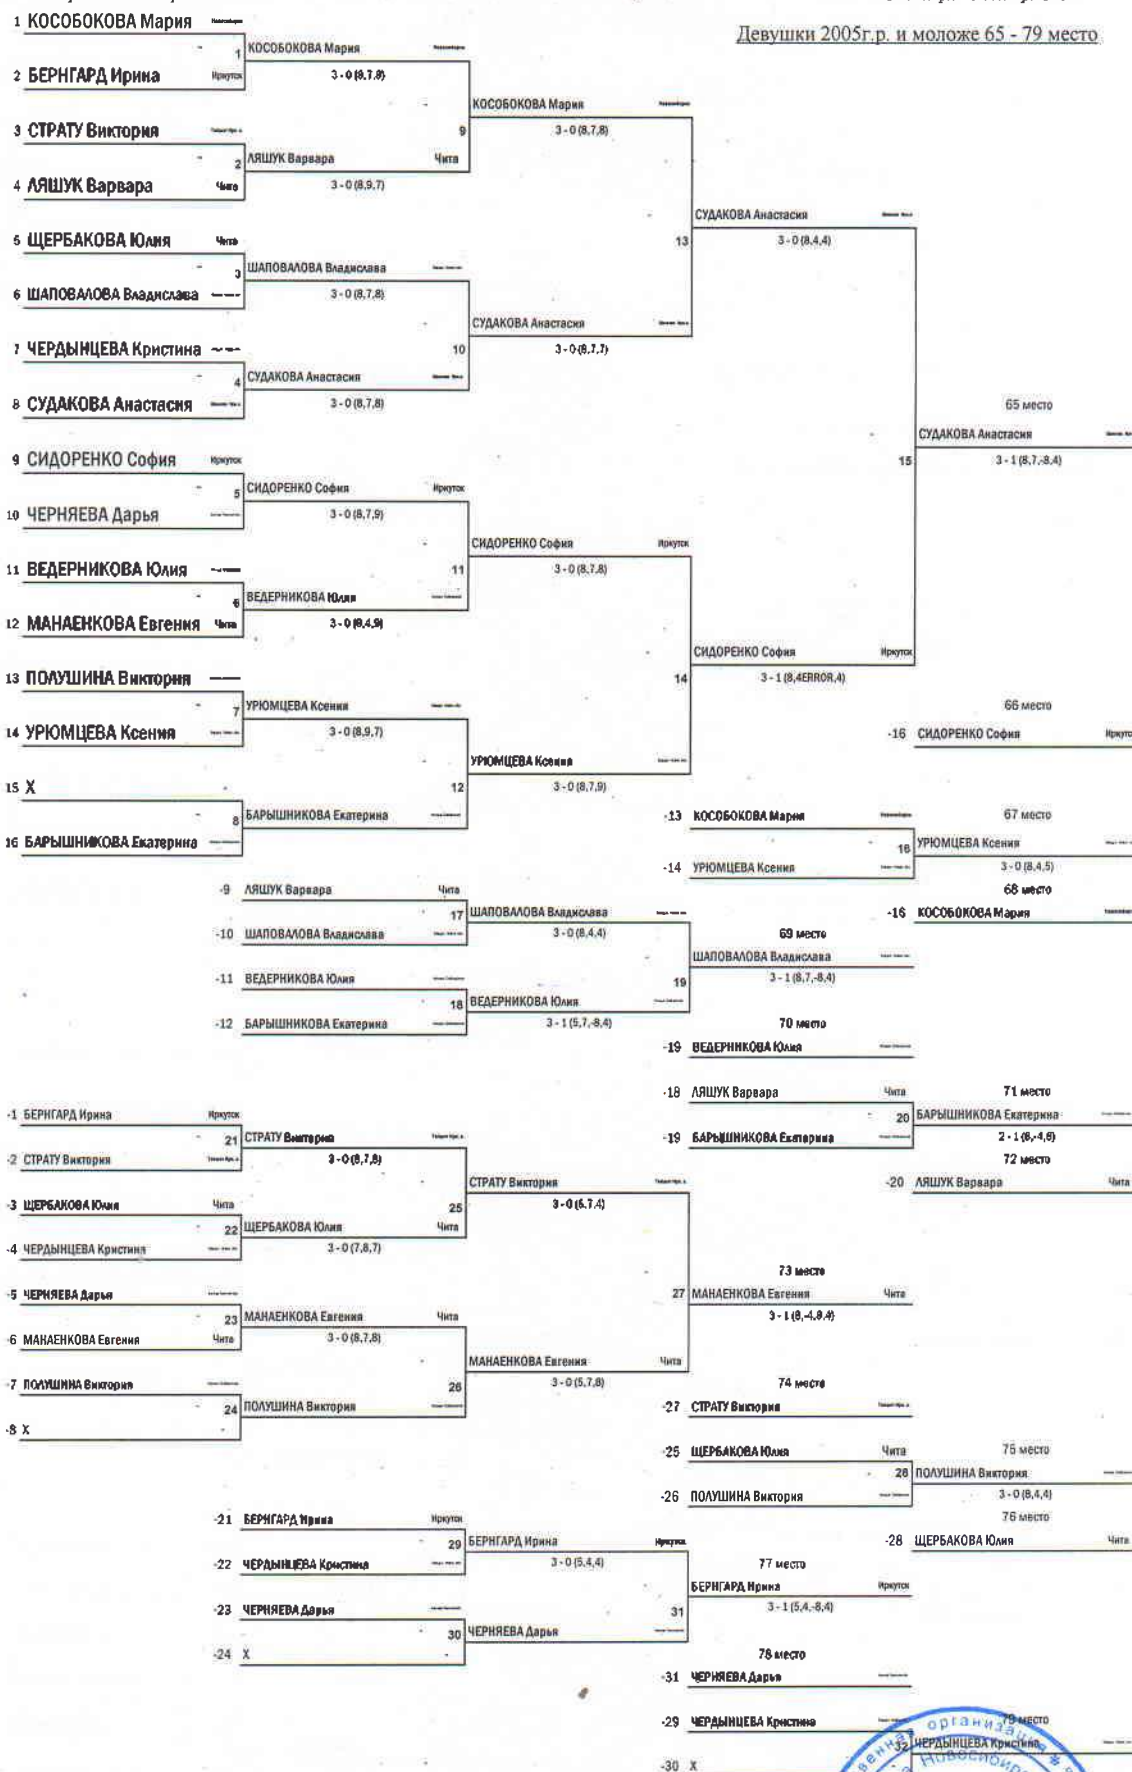 Девушки 2005г.р. и моложе 65 - 79 место
1 КОСОБОКОВА Мария
1 КОСОБОКОВА Мария
2 БЕРНГАРД Ирина Иркутск
3 - 0 (8,7,8)
КОСОБОКОВА Мария
3 СТРАТУ Виктория
9 3 - 0 (8,7,8)
2 ЛЯШУК Варвара Чита
4 ЛЯШУК Варвара Чита
3 - 0 (8,9,7)
СУДАКОВА Анастасия
5 ЩЕРБАКОВА Юлия Чита
13 3 - 0 (8,4,4)
3 ШАПОВАЛОВА Владислава
6 ШАПОВАЛОВА Владислава
3 - 0 (8,7,8)
СУДАКОВА Анастасия
7 ЧЕРДЫНЦЕВА Кристина
10 3 - 0 (8,7,7)
4 СУДАКОВА Анастасия
8 СУДАКОВА Анастасия
3 - 0 (8,7,8)
65 место
СУДАКОВА Анастасия
9 СИДОРЕНКО София Иркутск
15 3 - 1 (8,7,-8,4)
5 СИДОРЕНКО София Иркутск
10 ЧЕРНЯЕВА Дарья
3 - 0 (8,7,9)
СИДОРЕНКО София Иркутск
11 ВЕДЕРНИКОВА Юлия
11 3 - 0 (8,7,8)
6 ВЕДЕРНИКОВА Юлия
12 МАНАЕНКОВА Евгения Чита
3 - 0 (8,4,9)
СИДОРЕНКО София Иркутск
13 ПОЛУШИНА Виктория
14 3 - 1 (8,4ERROR,4)
7 УРЮМЦЕВА Ксения
66 место
14 УРЮМЦЕВА Ксения
3 - 0 (8,9,7)
-16 СИДОРЕНКО София Иркутск
УРЮМЦЕВА Ксения
15 X
12 3 - 0 (8,7,9)
8 БАРЫШНИКОВА Екатерина
-13 КОСОБОКОВА Мария
67 место
16 БАРЫШНИКОВА Екатерина
16 УРЮМЦЕВА Ксения
-14 УРЮМЦЕВА Ксения
3 - 0 (8,4,5)
-9 ЛЯШУК Варвара Чита
68 место
17 ШАПОВАЛОВА Владислава
-16 КОСОБОКОВА Мария
-10 ШАПОВАЛОВА Владислава
3 - 0 (8,4,4)
69 место
ШАПОВАЛОВА Владислава
-11 ВЕДЕРНИКОВА Юлия
19 3 - 1 (8,7,-8,4)
18 ВЕДЕРНИКОВА Юлия
-12 БАРЫШНИКОВА Екатерина
3 - 1 (5,7,-8,4)
70 место
-19 ВЕДЕРНИКОВА Юлия
-18 ЛЯШУК Варвара Чита
71 место
-1 БЕРНГАРД Ирина Иркутск
20 БАРЫШНИКОВА Екатерина
21 СТРАТУ Виктория
-19 БАРЫШНИКОВА Екатерина
2 - 1 (6,-4,6)
-2 СТРАТУ Виктория
3 - 0 (8,7,8)
72 место
СТРАТУ Виктория
-20 ЛЯШУК Варвара Чита
-3 ЩЕРБАКОВА Юлия Чита
25 3 - 0 (6,7,4)
22 ЩЕРБАКОВА Юлия Чита
-4 ЧЕРДЫНЦЕВА Кристина
3 - 0 (7,8,7)
73 место
-5 ЧЕРНЯЕВА Дарья
27 МАНАЕНКОВА Евгения Чита
23 МАНАЕНКОВА Евгения Чита
3 - 1 (8,-4,8,4)
-6 МАНАЕНКОВА Евгения Чита
3 - 0 (8,7,8)
МАНАЕНКОВА Евгения Чита
-7 ПОЛУШИНА Виктория
26 3 - 0 (5,7,8)
74 место
24 ПОЛУШИНА Виктория
-27 СТРАТУ Виктория
-8 X
-25 ЩЕРБАКОВА Юлия Чита
75 место
28 ПОЛУШИНА Виктория
-26 ПОЛУШИНА Виктория
3 - 0 (8,4,4)
-21 БЕРНГАРД Ирина Иркутск
76 место
29 БЕРНГАРД Ирина Иркутск
-28 ЩЕРБАКОВА Юлия Чита
-22 ЧЕРДЫНЦЕВА Кристина
3 - 0 (5,4,4)
77 место
БЕРНГАРД Ирина Иркутск
-23 ЧЕРНЯЕВА Дарья
31 3 - 1 (5,4,-8,4)
30 ЧЕРНЯЕВА Дарья
-24 X
78 место
-31 ЧЕРНЯЕВА Дарья
-29 ЧЕРДЫНЦЕВА Кристина
79 место
32 ЧЕРДЫНЦЕВА Кристина
-30 X
организация